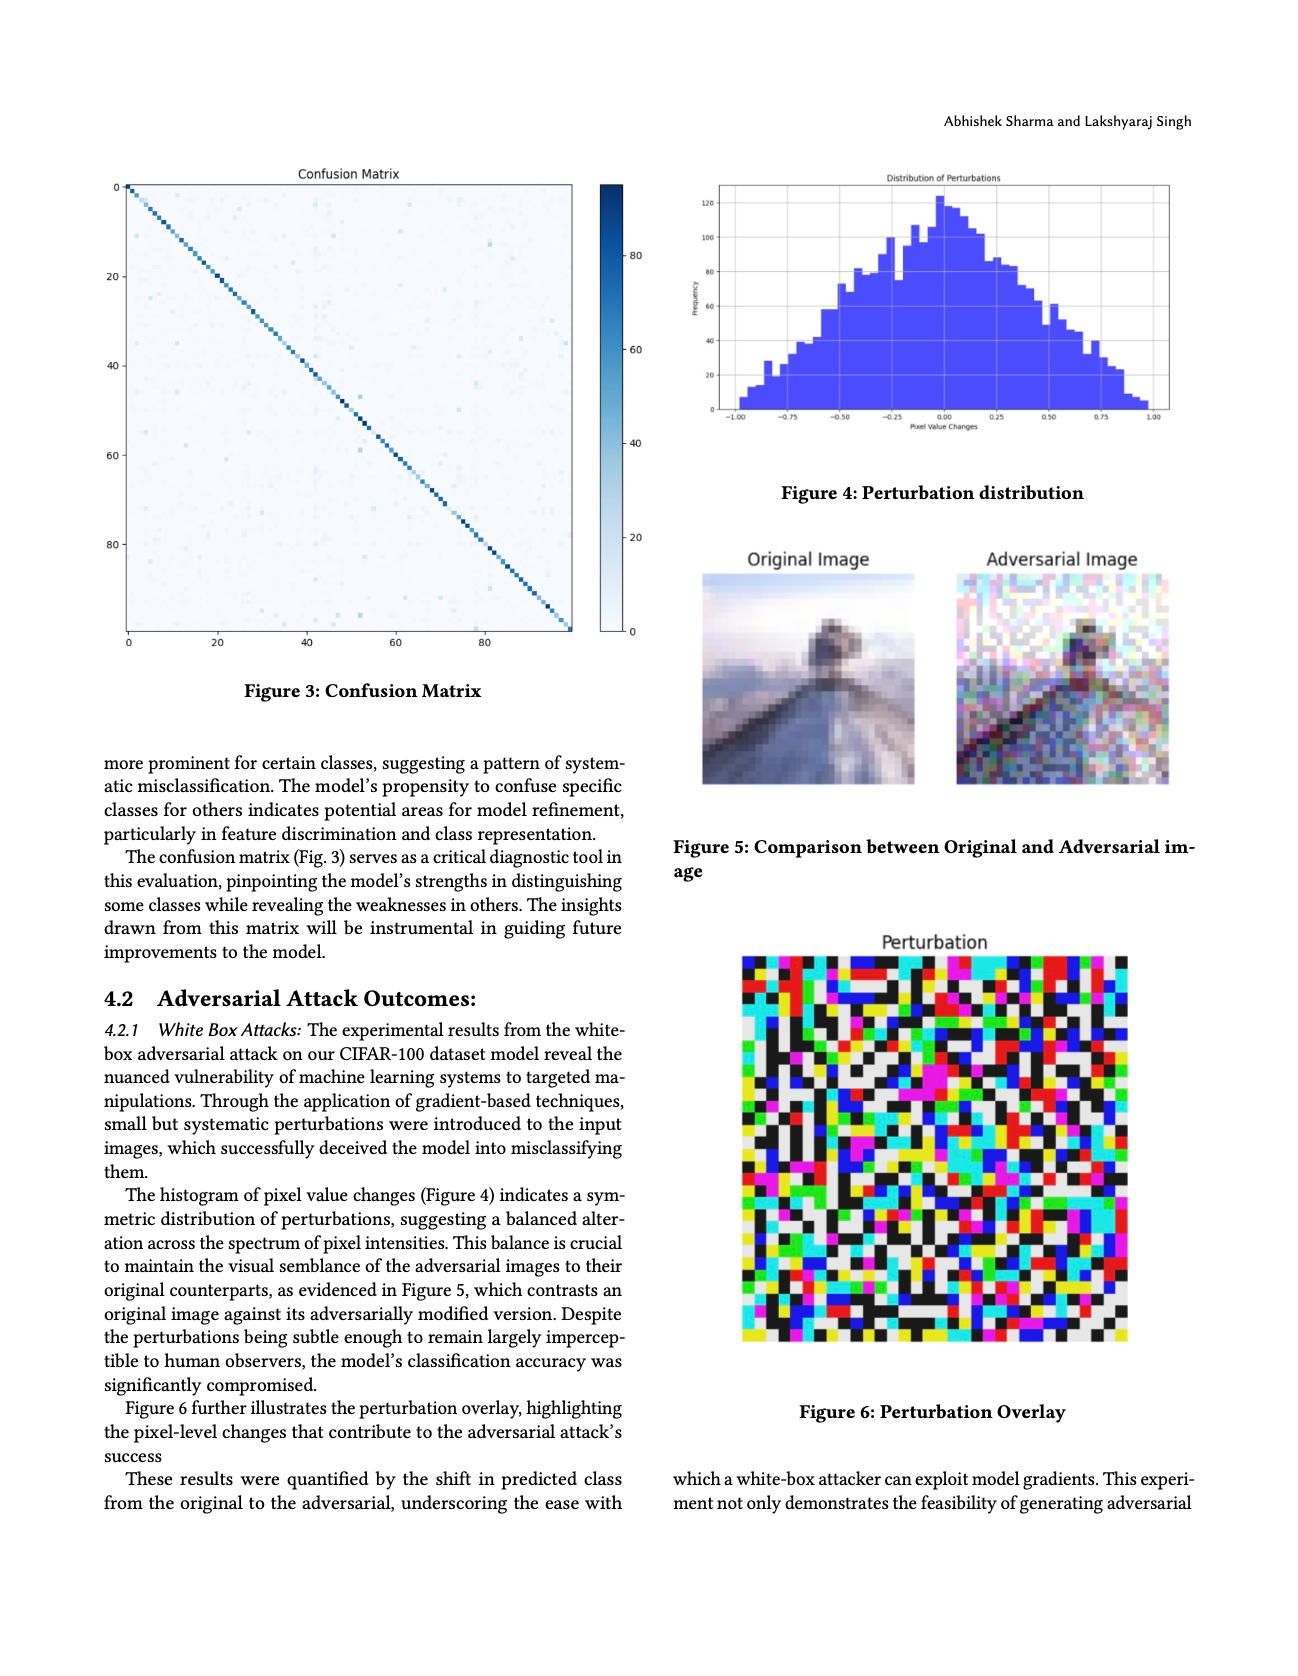 Abhishek Sharma and Lakshyaraj Singh
Confusion Matrix
0
20
40
60
80
0
20
40
60
80
80
60
40
20
0
Figure 3: Confusion Matrix
more prominent for certain classes, suggesting a pattern of system-
atic misclassification. The model's propensity to confuse specific
classes for others indicates potential areas for model refinement,
particularly in feature discrimination and class representation.
The confusion matrix (Fig. 3) serves as a critical diagnostic tool in
this evaluation, pinpointing the model's strengths in distinguishing
some classes while revealing the weaknesses in others. The insights
drawn from this matrix will be instrumental in guiding future
improvements to the model.
4.2 Adversarial Attack Outcomes:
4.2.1 White Box Attacks: The experimental results from the white-
box adversarial attack on our CIFAR-100 dataset model reveal the
nuanced vulnerability of machine learning systems to targeted ma-
nipulations. Through the application of gradient-based techniques,
small but systematic perturbations were introduced to the input
images, which successfully deceived the model into misclassifying
them.
The histogram of pixel value changes (Figure 4) indicates a sym-
metric distribution of perturbations, suggesting a balanced alter-
ation across the spectrum of pixel intensities. This balance is crucial
to maintain the visual semblance of the adversarial images to their
original counterparts, as evidenced in Figure 5, which contrasts an
original image against its adversarially modified version. Despite
the perturbations being subtle enough to remain largely impercep-
tible to human observers, the model's classification accuracy was
significantly compromised.
Figure 6 further illustrates the perturbation overlay, highlighting
the pixel-level changes that contribute to the adversarial attack's
success
These results were quantified by the shift in predicted class
from the original to the adversarial, underscoring the ease with
Distribution of Perturbations
Frequency
120
100
80
60
40
20
0
−1.00 −0.75 −0.50 −0.25 0.00 0.25 0.50 0.75 1.00
Pixel Value Changes
Figure 4: Perturbation distribution
Original Image
Adversarial Image
Figure 5: Comparison between Original and Adversarial im-
age
Perturbation
Figure 6: Perturbation Overlay
which a white-box attacker can exploit model gradients. This experi-
ment not only demonstrates the feasibility of generating adversarial